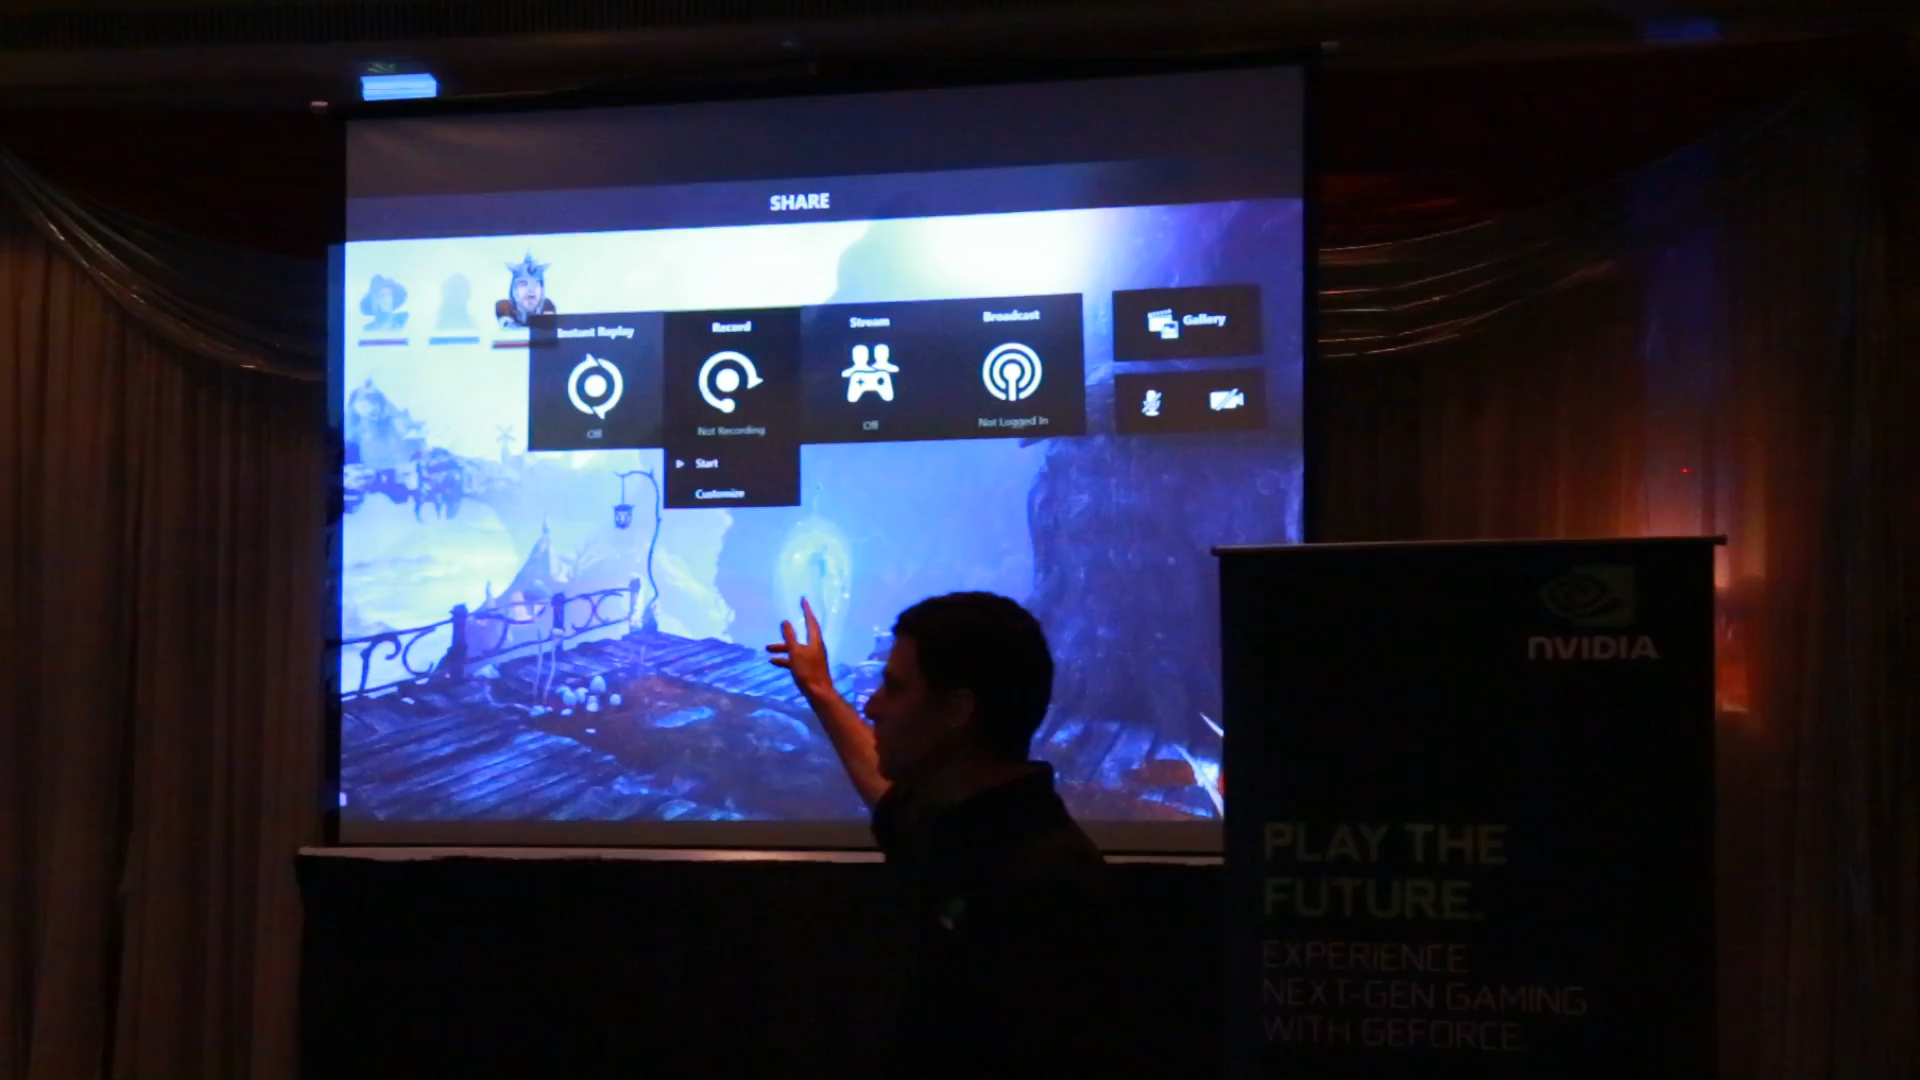 SHARE
Instant Replay
Off
Record
Not Recording
Start
Customize
Stream
Off
Broadcast
Not Logged In
Gallery
NVIDIA
PLAY THE
FUTURE.
EXPERIENCE
NEXT-GEN GAMING
WITH GEFORCE